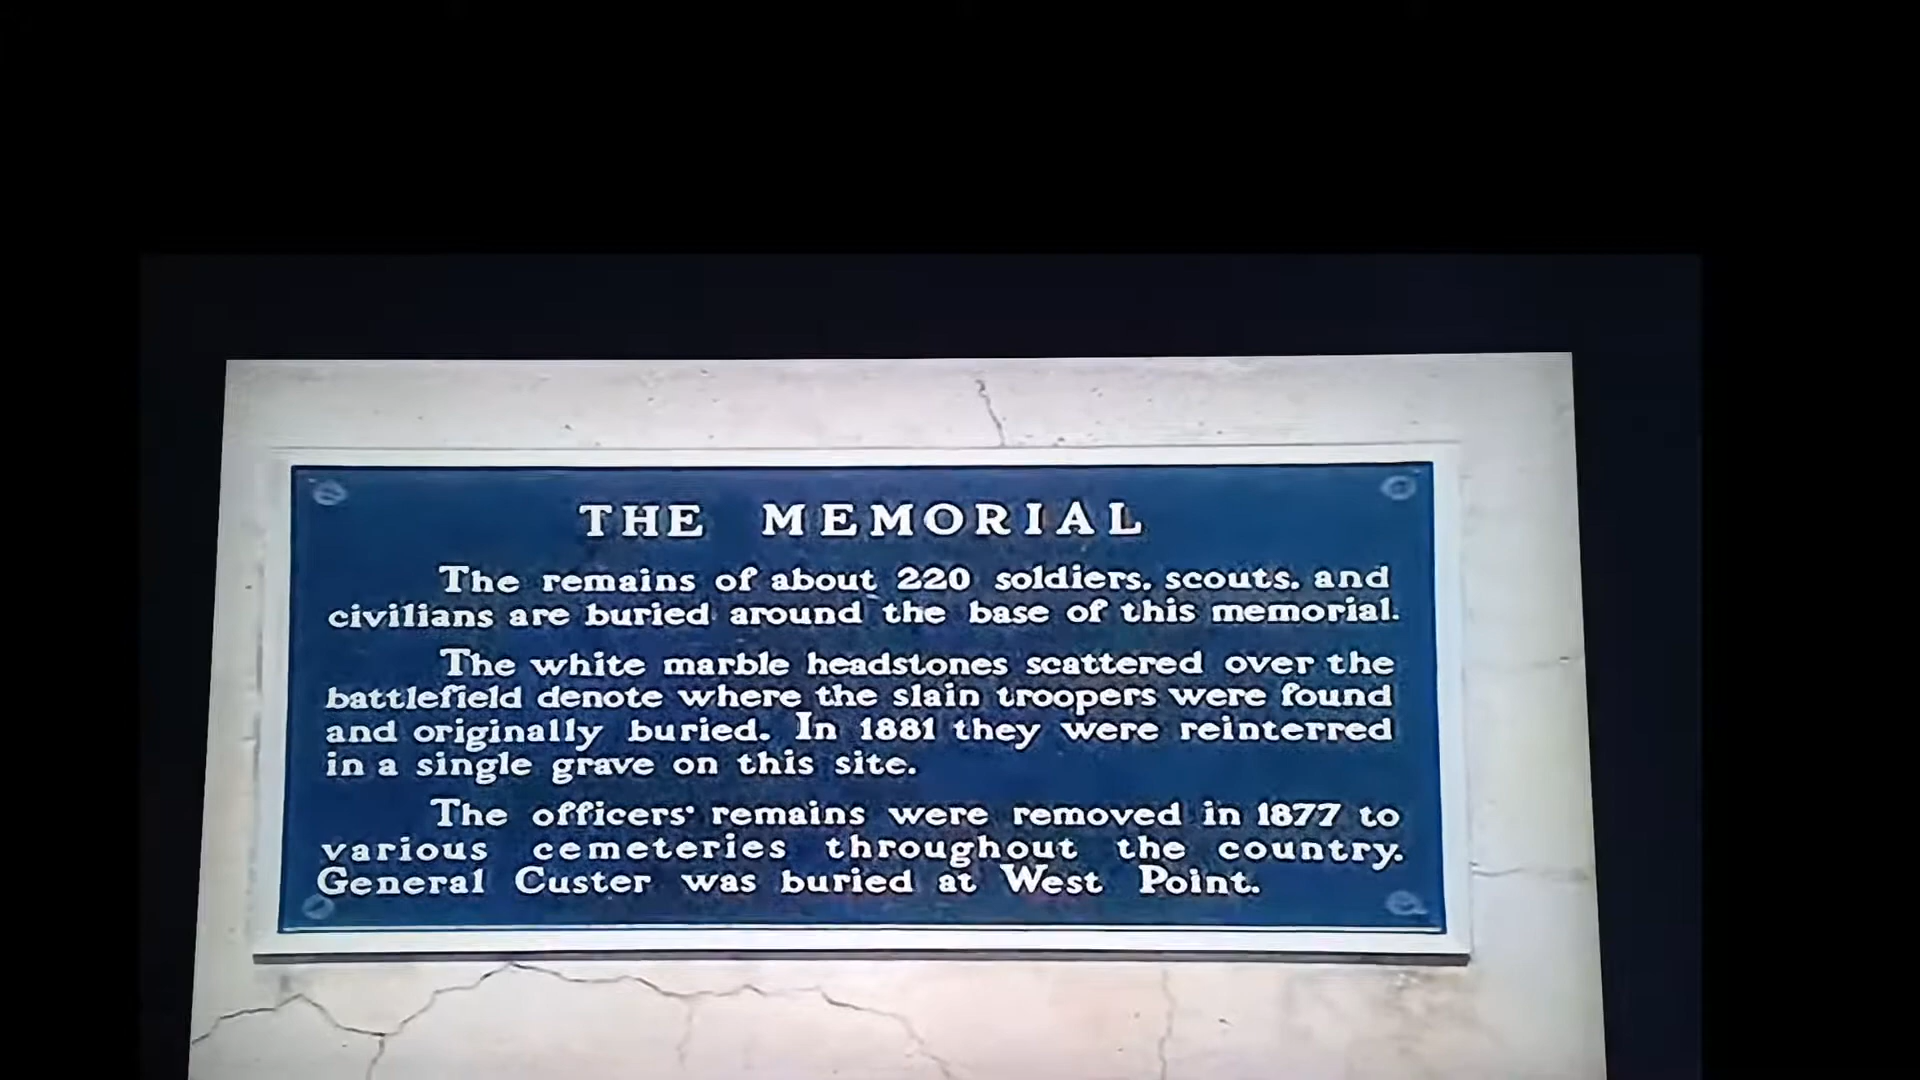 THE MEMORIAL
The remains of about 220 soldiers, scouts, and
civilians are buried around the base of this memorial.
The white marble headstones scattered over the
battlefield denote where the slain troopers were found
and originally buried. In 1881 they were reinterred
in a single grave on this site.
The officers' remains were removed in 1877 to
various cemeteries throughout the country.
General Custer was buried at West Point.